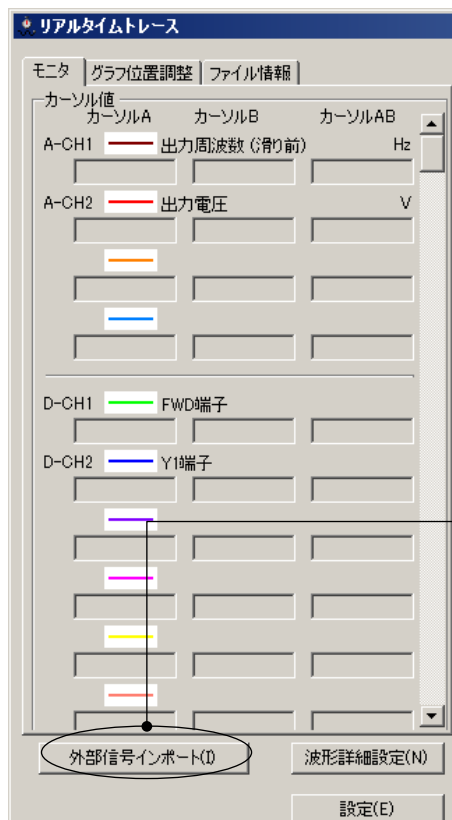 リアルタイムトレース
モニタ グラフ位置調整 ファイル情報
カーソル値
カーソルA カーソルB カーソルAB
A-CH1 出力周波数 (滑り前) Hz
A-CH2 出力電圧 V
D-CH1 FWD端子
D-CH2 Y1端子
外部信号インポート(I) 波形詳細設定(N)
設定(E)